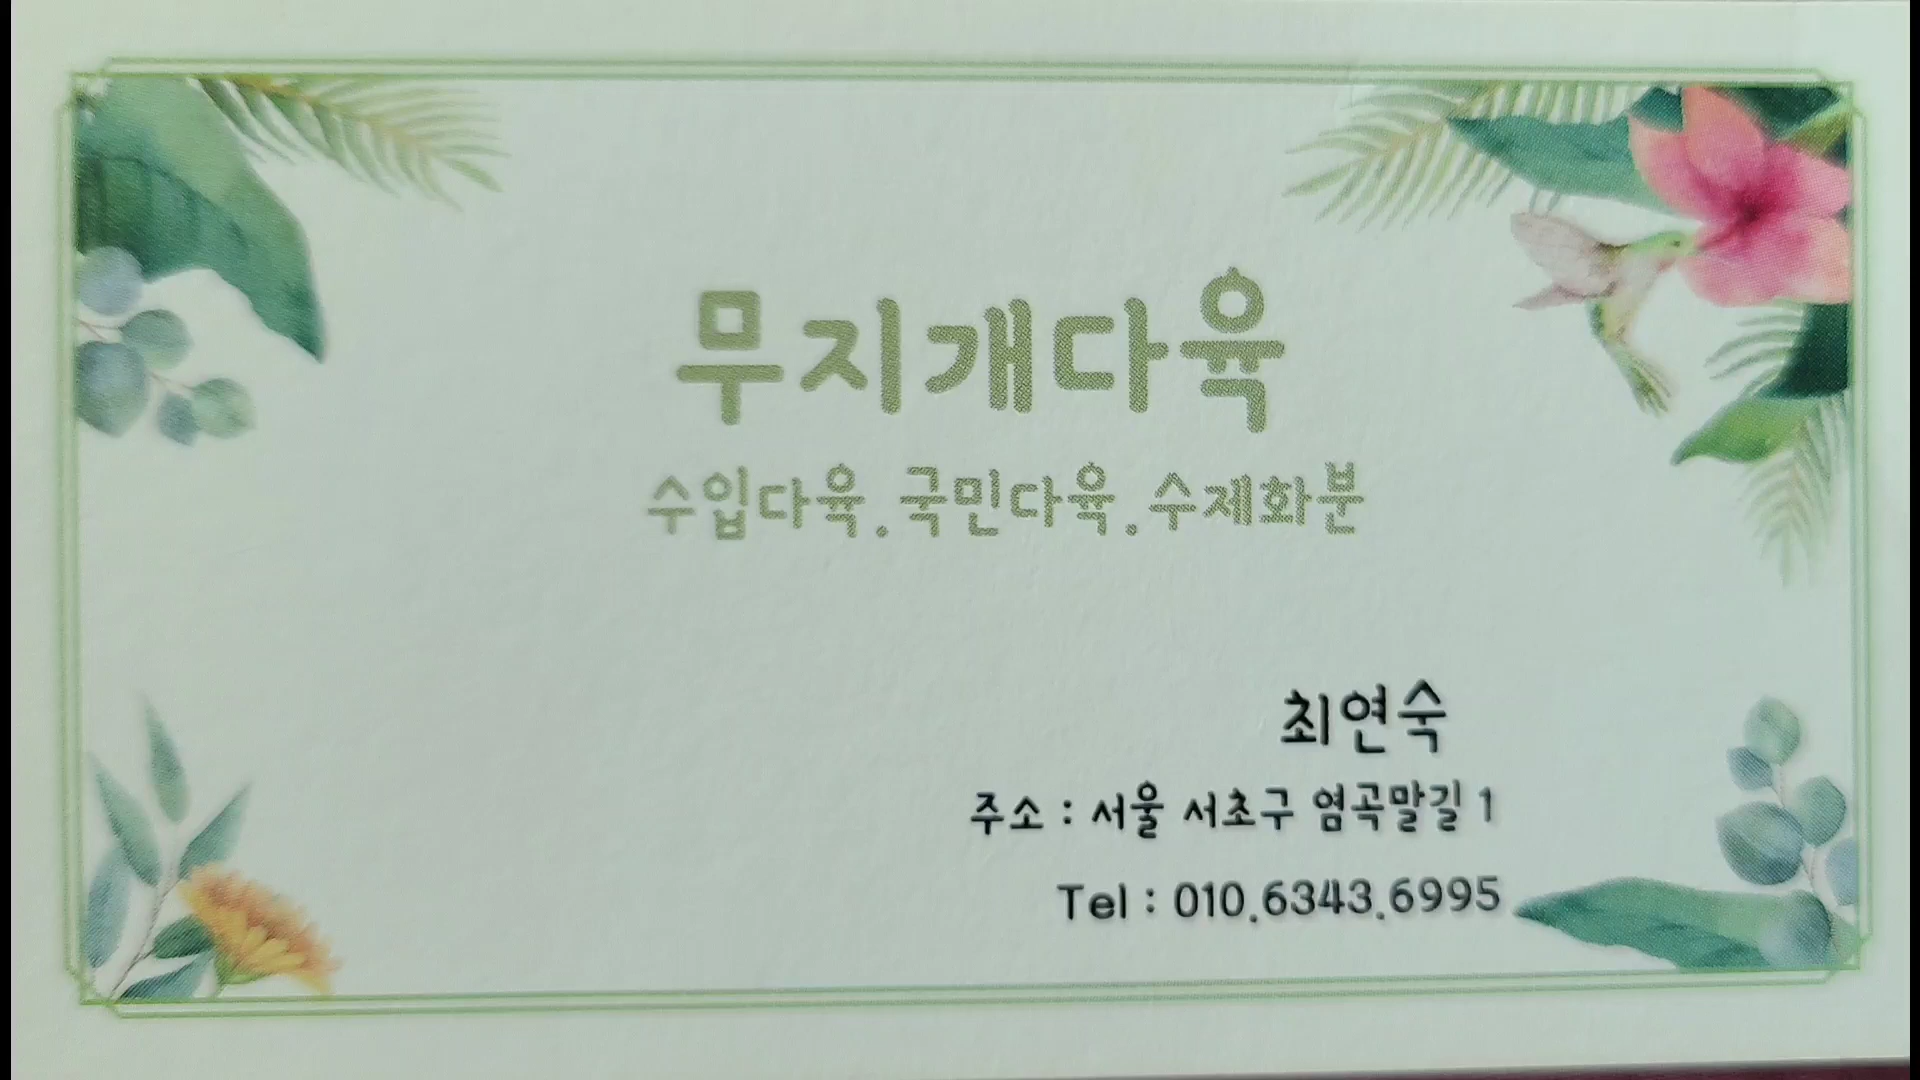 무지개다육
수입다육.국민다육.수제화분
최연숙
주소 : 서울 서초구 염곡말길 1
Tel : 010.6343.6995